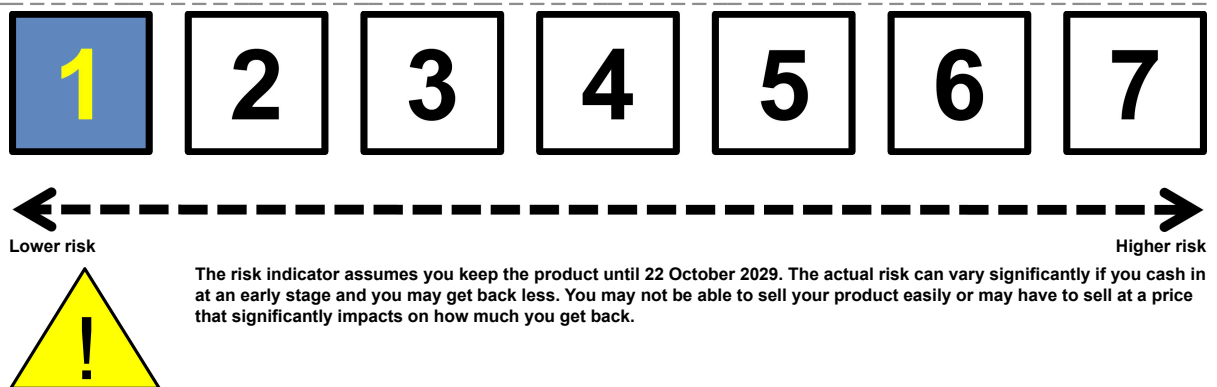 1 2 3 4 5 6 7
Lower risk Higher risk
The risk indicator assumes you keep the product until 22 October 2029. The actual risk can vary significantly if you cash in
at an early stage and you may get back less. You may not be able to sell your product easily or may have to sell at a price
that significantly impacts on how much you get back.
!